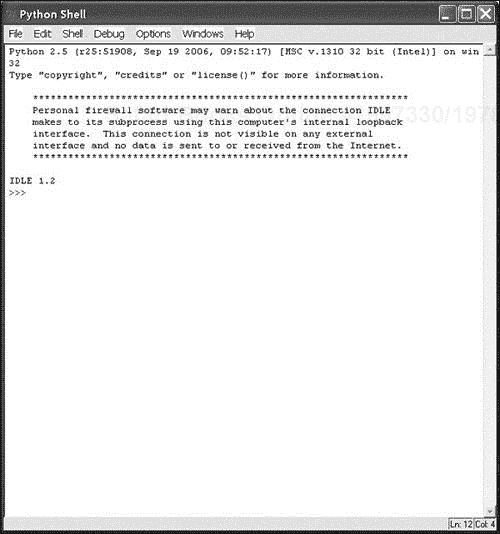 Python Shell
File Edit Shell Debug Options Windows Help
Python 2.5 (r25:51908, Sep 19 2006, 09:52:17) [MSC v.1310 32 bit (Intel)] on win
32
Type "copyright", "credits" or "license()" for more information.
****************************************************************
Personal firewall software may warn about the connection IDLE
makes to its subprocess using this computer's internal loopback
interface. This connection is not visible on any external
interface and no data is sent to or received from the Internet.
****************************************************************
7330/1978
IDLE 1.2
>>>
Ln: 12 Col: 4